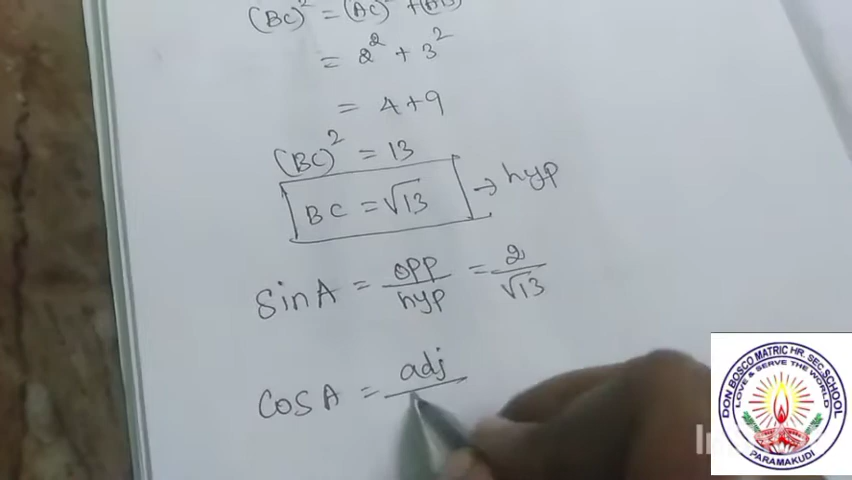 (BC)² = (AC)² + (AB)
= 2² + 3²
= 4+9
(BC)² = 13
BC = √13 → hyp
SinA = opp/hyp = 2/√13
COSA = adj
DON BOSCO MATRIC HR. SEC SCHOOL
LOVE & SERVE THE WORLD
PARAMAKUDI